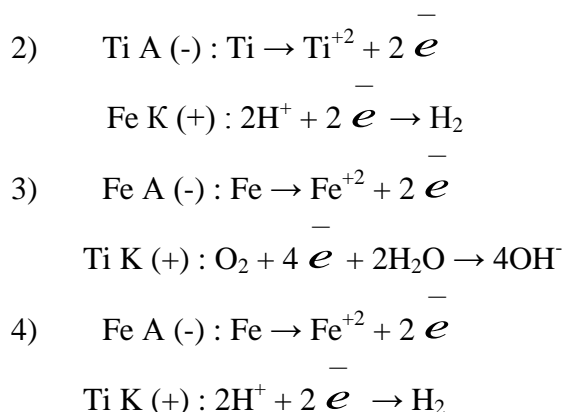 2) Ti A (-) : Ti → Ti⁺² + 2 e̅
Fe К (+) : 2H⁺ + 2 e̅ → H₂
3) Fe A (-) : Fe → Fe⁺² + 2 e̅
Ti K (+) : O₂ + 4 e̅ + 2H₂O → 4OH⁻
4) Fe A (-) : Fe → Fe⁺² + 2 e̅
Ti K (+) : 2H⁺ + 2 e̅ → H₂